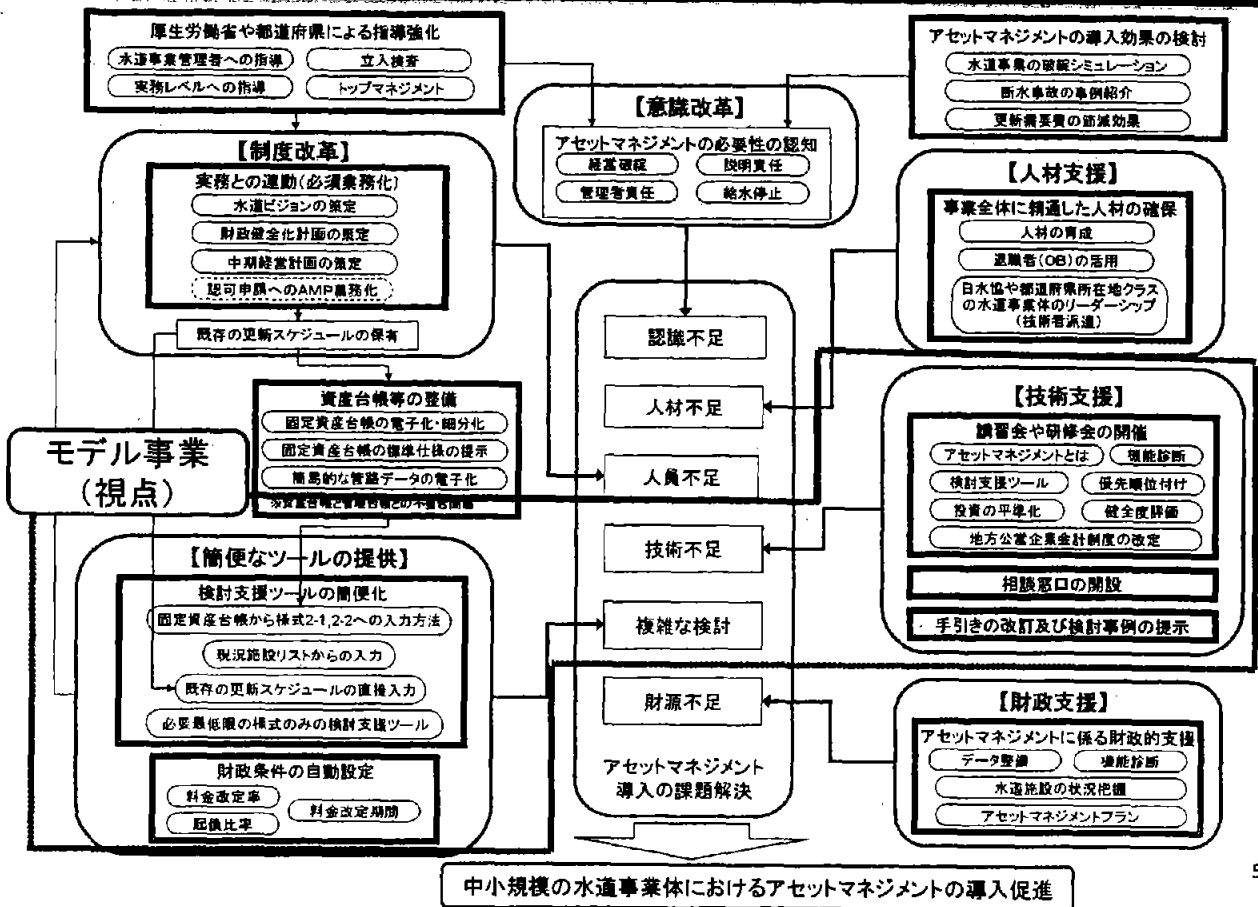 厚生労働省や都道府県による指導強化
水道事業管理者への指導
立入検査
実務レベルへの指導
トップマネジメント
アセットマネジメントの導入効果の検討
水道事業の破綻シミュレーション
断水事故の事例紹介
更新需要費の節減効果
【意識改革】
アセットマネジメントの必要性の認知
経営破綻
説明責任
管理者責任
給水停止
【制度改革】
実務との連動(必須業務化)
水道ビジョンの策定
財政健全化計画の策定
中期経営計画の策定
認可申請へのAMP業務化
既存の更新スケジュールの保有
【人材支援】
事業全体に精通した人材の確保
人材の育成
退職者(OB)の活用
日水協や都道府県所在地クラス
の水道事業体のリーダーシップ
(技術者派遣)
資産台帳等の整備
固定資産台帳の電子化・細分化
固定資産台帳の標準仕様の提示
簡易的な管路データの電子化
※資産台帳と管理台帳との不整合問題
モデル事業
(視点)
認識不足
人材不足
人員不足
技術不足
複雑な検討
財源不足
アセットマネジメント
導入の課題解決
【技術支援】
講習会や研修会の開催
アセットマネジメントとは
機能診断
検討支援ツール
優先順位付け
投資の平準化
健全度評価
地方公営企業会計制度の改定
相談窓口の開設
手引きの改訂及び検討事例の提示
【簡便なツールの提供】
検討支援ツールの簡便化
固定資産台帳から様式2-1,2-2への入力方法
現況施設リストからの入力
既存の更新スケジュールの直接入力
必要最低限の様式のみの検討支援ツール
財政条件の自動設定
料金改定率
料金改定期間
起債比率
【財政支援】
アセットマネジメントに係る財政的支援
データ整備
機能診断
水道施設の状況把握
アセットマネジメントプラン
中小規模の水道事業体におけるアセットマネジメントの導入促進
5